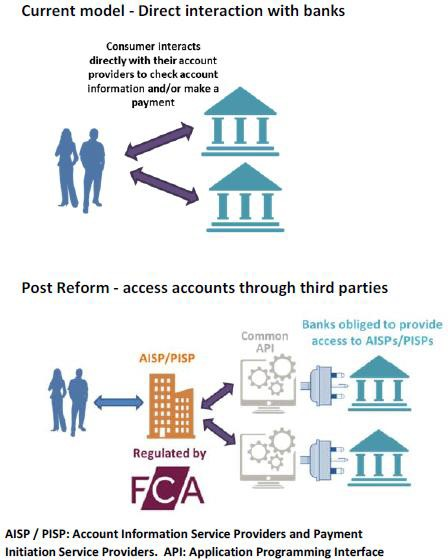 Current model - Direct interaction with banks
Consumer interacts
directly with their account
providers to check account
information and/or make a
payment
Post Reform - access accounts through third parties
Banks obliged to provide
access to AISPs/PISPs
Common
API
AISP/PISP
Regulated by
FCA
AISP / PISP: Account Information Service Providers and Payment
Initiation Service Providers. API: Application Programming Interface